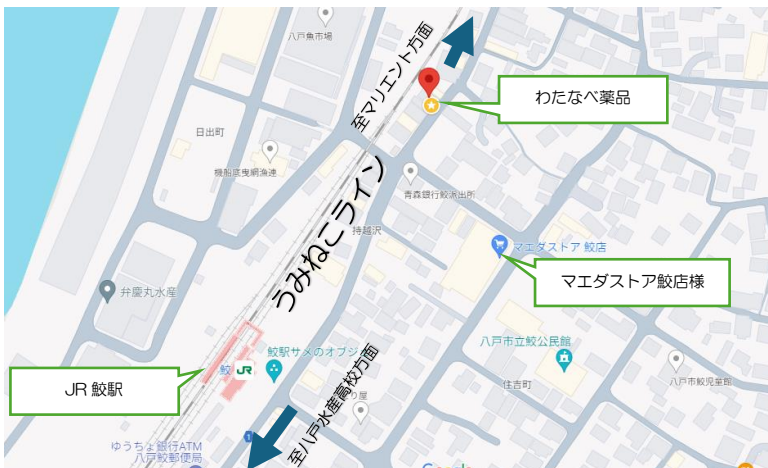 八戸魚市場
至マリエント方面
わたなべ薬品
日出町
機船底曳網漁連
青森銀行鮫派出所
うみねこライン
持越沢
マエダストア 鮫店
マエダストア鮫店様
弁慶丸水産
八戸市立鮫公民館
鮫駅サメのオブジェ
鮫 JR
JR 鮫駅
住吉町
八戸市鮫児童館
り屋
至八戸水産高校方面
1
ゆうちょ銀行ATM
八戸鮫郵便局
Google